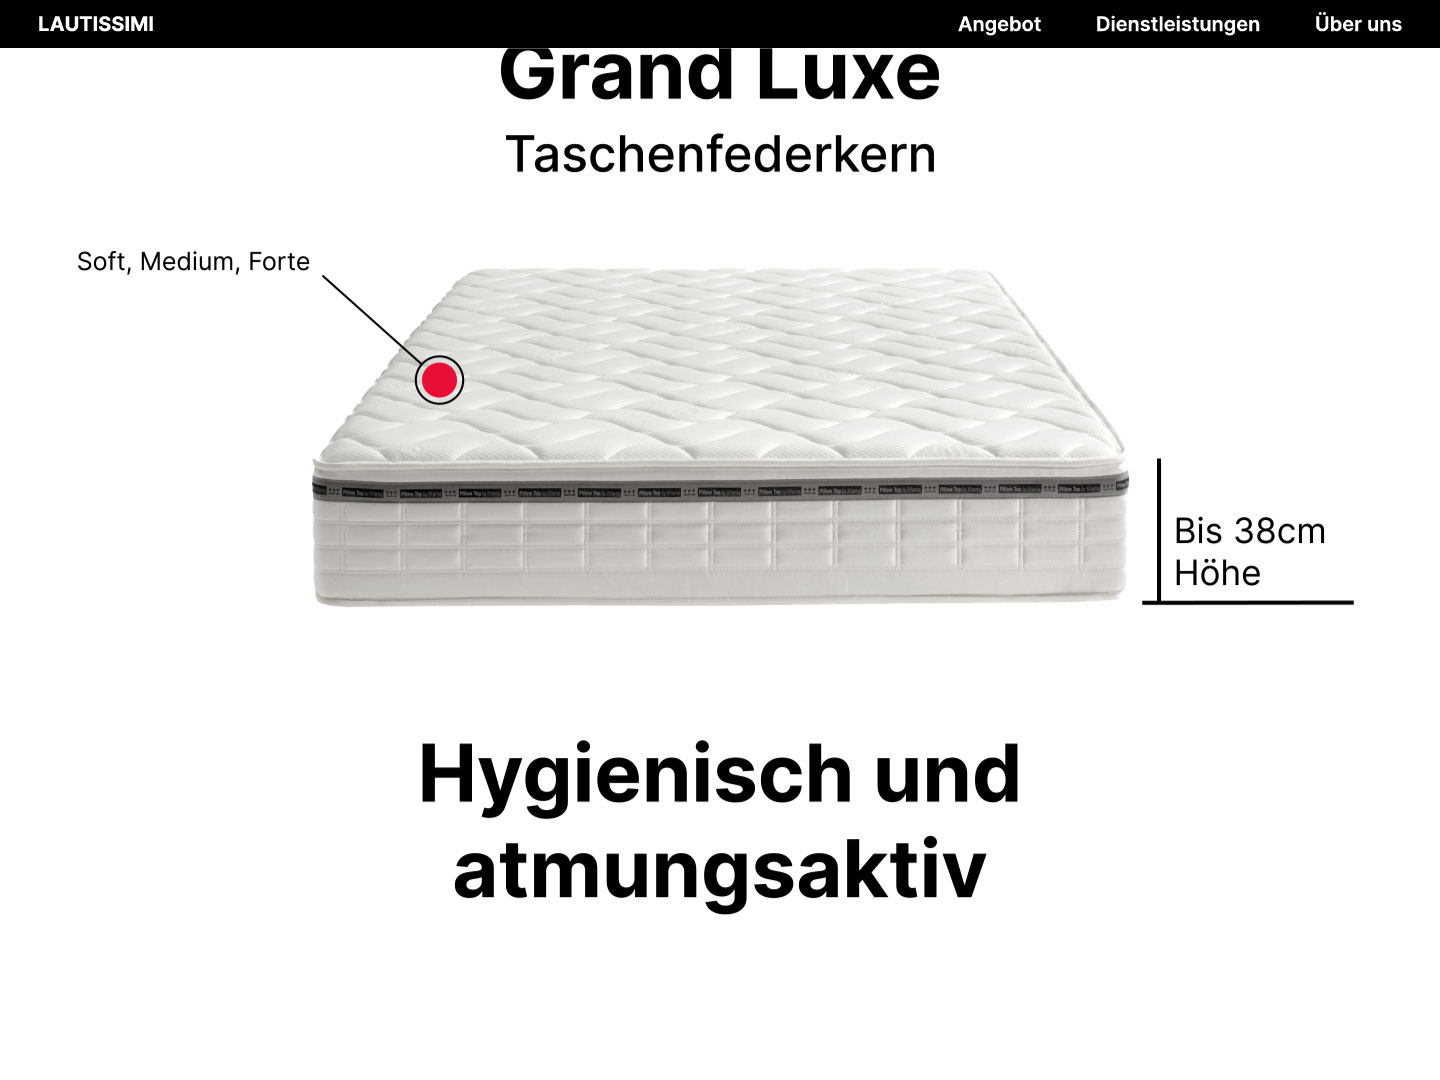 LAUTISSIMI
Angebot
Dienstleistungen
Über uns
Grand Luxe
Taschenfederkern
Soft, Medium, Forte
Bis 38cm
Höhe
Hygienisch und
atmungsaktiv